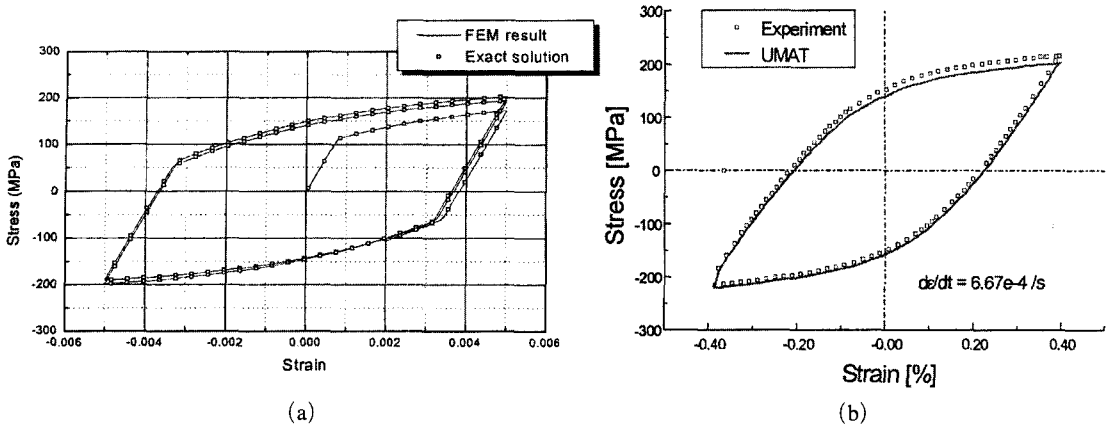 FEM result
Exact solution
300
200
100
0
-100
-200
-300
Stress (MPa)
-0.006
-0.004
-0.002
0.000
0.002
0.004
0.006
Strain
(a)
Experiment
UMAT
300
200
100
0
-100
-200
-300
Stress [MPa]
dε/dt = 6.67e-4 /s
-0.40
-0.20
-0.00
0.20
0.40
Strain [%]
(b)